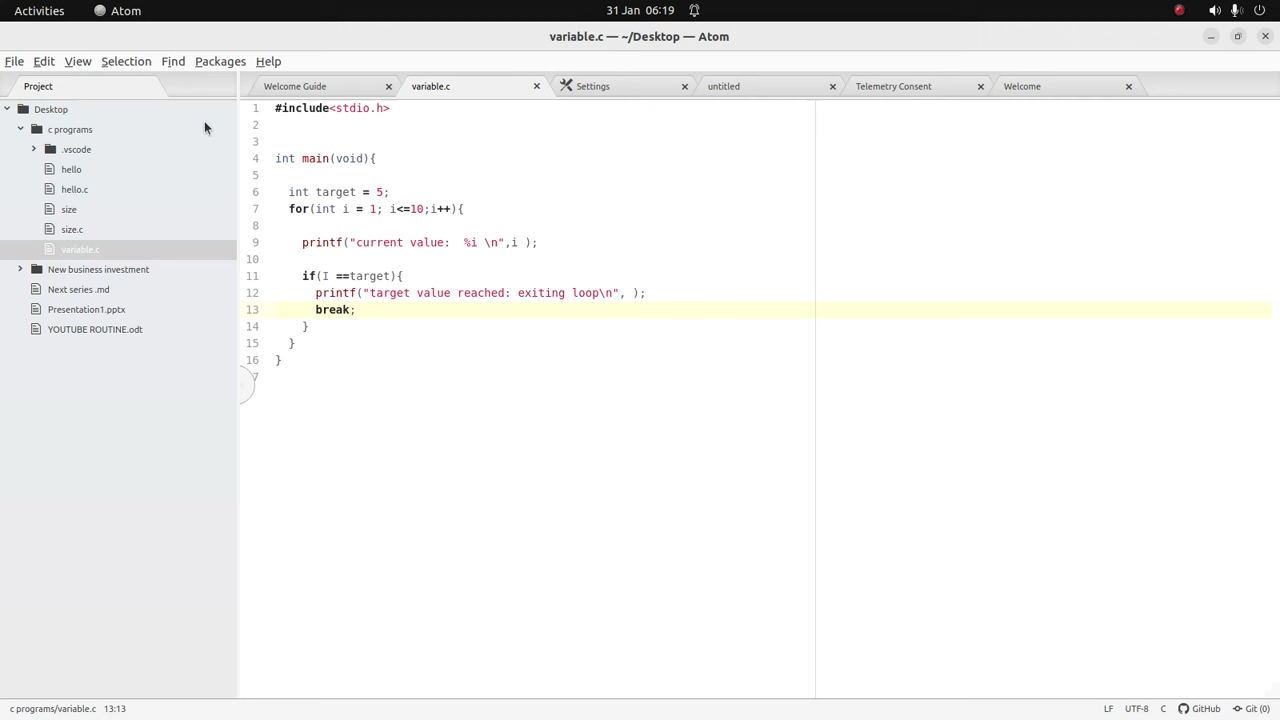 Activities Atom 31 Jan 06:19
variable.c — ~/Desktop — Atom
File Edit View Selection Find Packages Help
Project Welcome Guide variable.c Settings untitled Telemetry Consent Welcome
Desktop
c programs
.vscode
hello
hello.c
size
size.c
variable.c
New business investment
Next series .md
Presentation1.pptx
YOUTUBE ROUTINE.odt
1 #include<stdio.h>
2
3
4 int main(void){
5
6 int target = 5;
7 for(int i = 1; i<=10;i++){
8
9 printf("current value:  %i \n",i );
10
11 if(I ==target){
12 printf("target value reached: exiting loop\n", );
13 break;
14 }
15 }
16 }
7
c programs/variable.c 13:13 LF UTF-8 C GitHub Git (0)